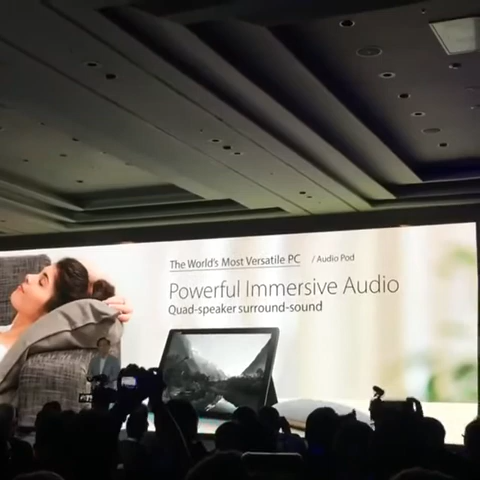 The World's Most Versatile PC / Audio Pod
Powerful Immersive Audio
Quad-speaker surround-sound